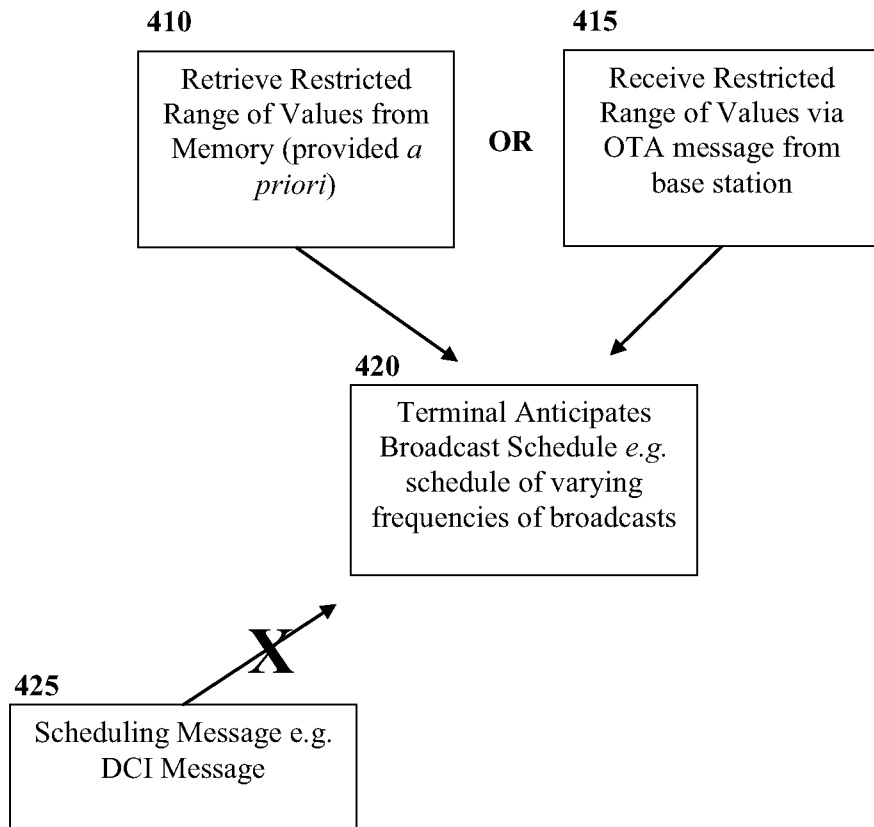 410
Retrieve Restricted
Range of Values from
Memory (provided a
priori)
OR
415
Receive Restricted
Range of Values via
OTA message from
base station
420
Terminal Anticipates
Broadcast Schedule e.g.
schedule of varying
frequencies of broadcasts
X
425
Scheduling Message e.g.
DCI Message